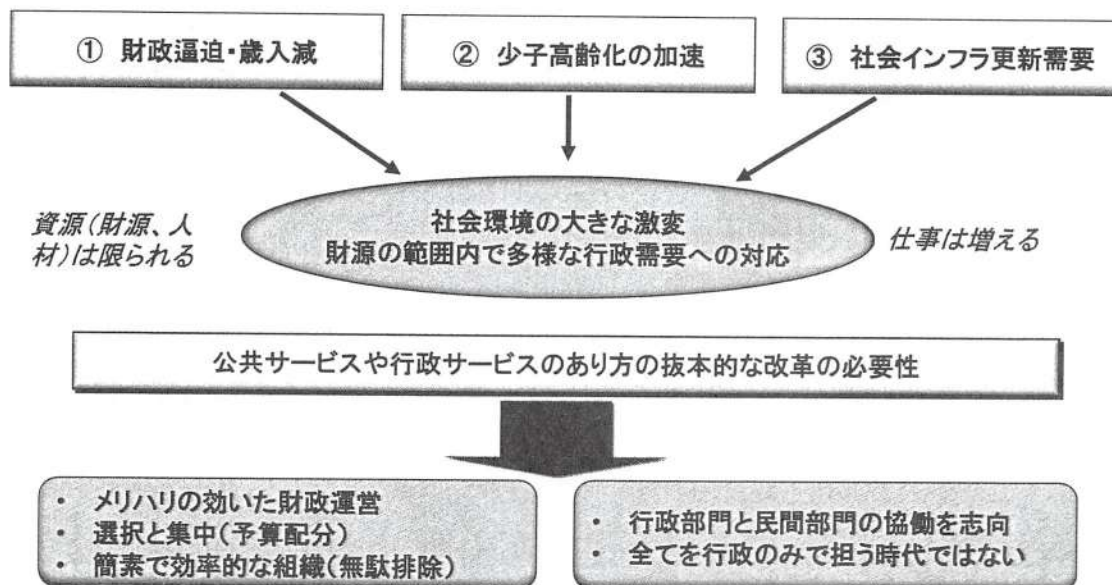 ① 財政逼迫・歳入減
② 少子高齢化の加速
③ 社会インフラ更新需要
資源(財源、人
材)は限られる
社会環境の大きな激変
財源の範囲内で多様な行政需要への対応
仕事は増える
公共サービスや行政サービスのあり方の抜本的な改革の必要性
・ メリハリの効いた財政運営
・ 選択と集中(予算配分)
・ 簡素で効率的な組織(無駄排除)
・ 行政部門と民間部門の協働を志向
・ 全てを行政のみで担う時代ではない